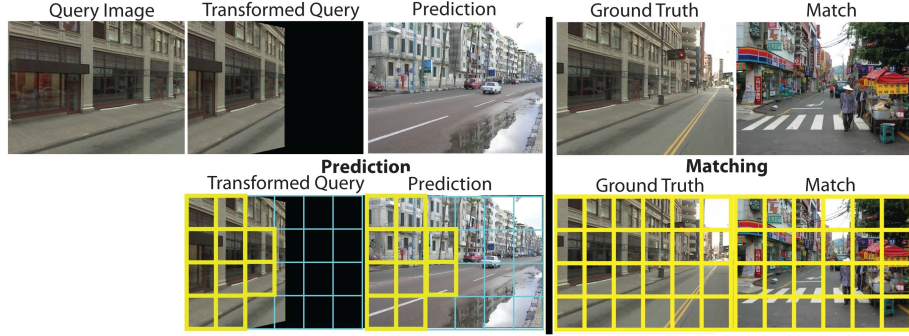 Query Image
Transformed Query
Prediction
Ground Truth
Match
Prediction
Matching
Transformed Query
Prediction
Ground Truth
Match